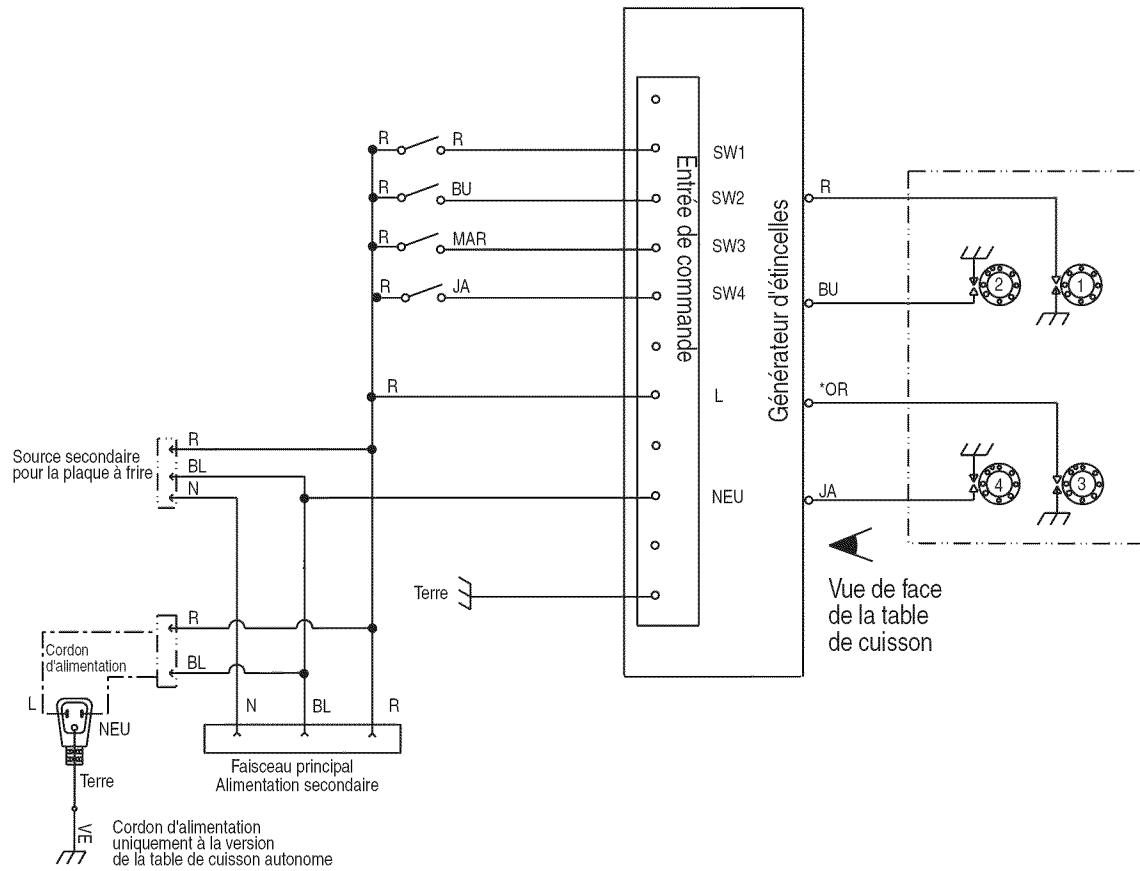 R
R
SW1
R
BU
SW2
R
MAR
SW3
R
JA
SW4
Entrée de commande
Générateur d'étincelles
R
BU
*OR
JA
2
1
4
3
R
L
NEU
Source secondaire
pour la plaque à frire
R
BL
N
Terre
Vue de face
de la table
de cuisson
R
BL
Cordon
d'alimentation
L
NEU
Terre
VE
N
BL
R
Faisceau principal
Alimentation secondaire
Cordon d'alimentation
uniquement à la version
de la table de cuisson autonome